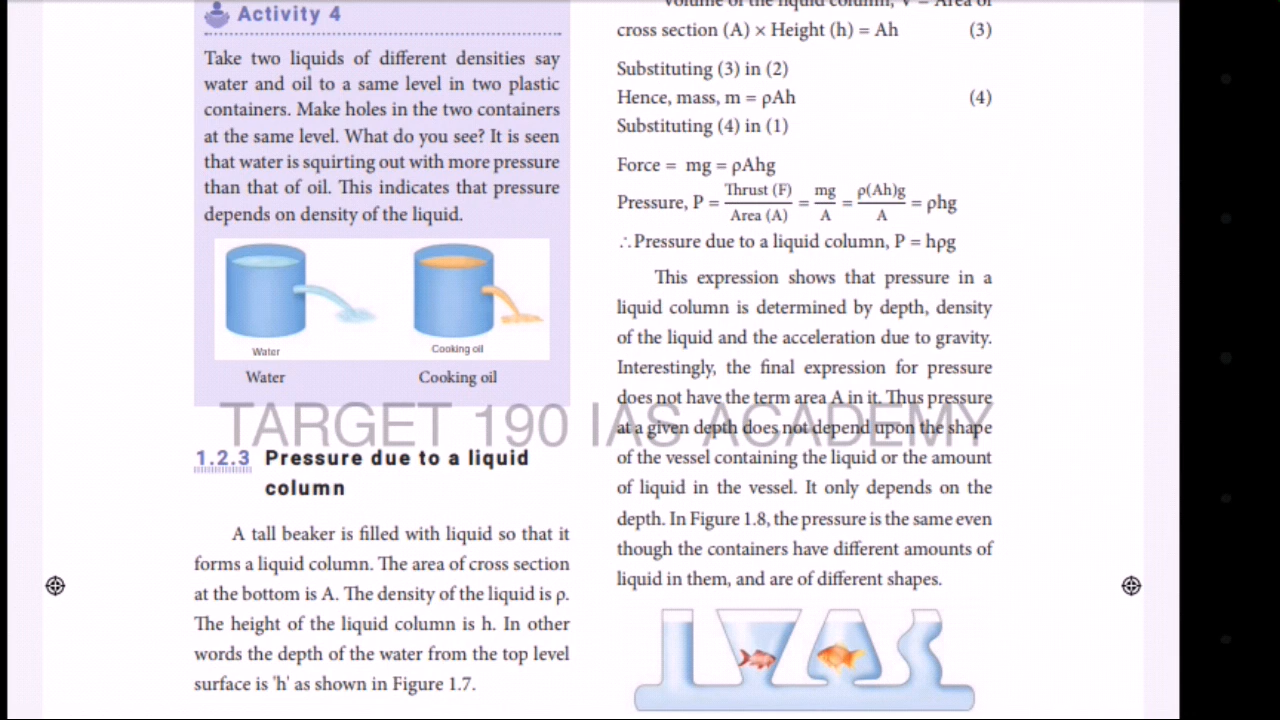 Activity 4
Take two liquids of different densities say
water and oil to a same level in two plastic
containers. Make holes in the two containers
at the same level. What do you see? It is seen
that water is squirting out with more pressure
than that of oil. This indicates that pressure
depends on density of the liquid.
Water
Cooking oil
Water
Cooking oil
1.2.3 Pressure due to a liquid
column
A tall beaker is filled with liquid so that it
forms a liquid column. The area of cross section
at the bottom is A. The density of the liquid is ρ.
The height of the liquid column is h. In other
words the depth of the water from the top level
surface is 'h' as shown in Figure 1.7.
Volume of the liquid column, V = Area of
cross section (A) × Height (h) = Ah (3)
Substituting (3) in (2)
Hence, mass, m = ρAh (4)
Substituting (4) in (1)
Force = mg = ρAhg
Pressure, P = Thrust (F) / Area (A) = mg / A = ρ(Ah)g / A = ρhg
∴Pressure due to a liquid column, P = hρg
This expression shows that pressure in a
liquid column is determined by depth, density
of the liquid and the acceleration due to gravity.
Interestingly, the final expression for pressure
does not have the term area A in it. Thus pressure
at a given depth does not depend upon the shape
of the vessel containing the liquid or the amount
of liquid in the vessel. It only depends on the
depth. In Figure 1.8, the pressure is the same even
though the containers have different amounts of
liquid in them, and are of different shapes.
TARGET 190 IAS ACADEMY